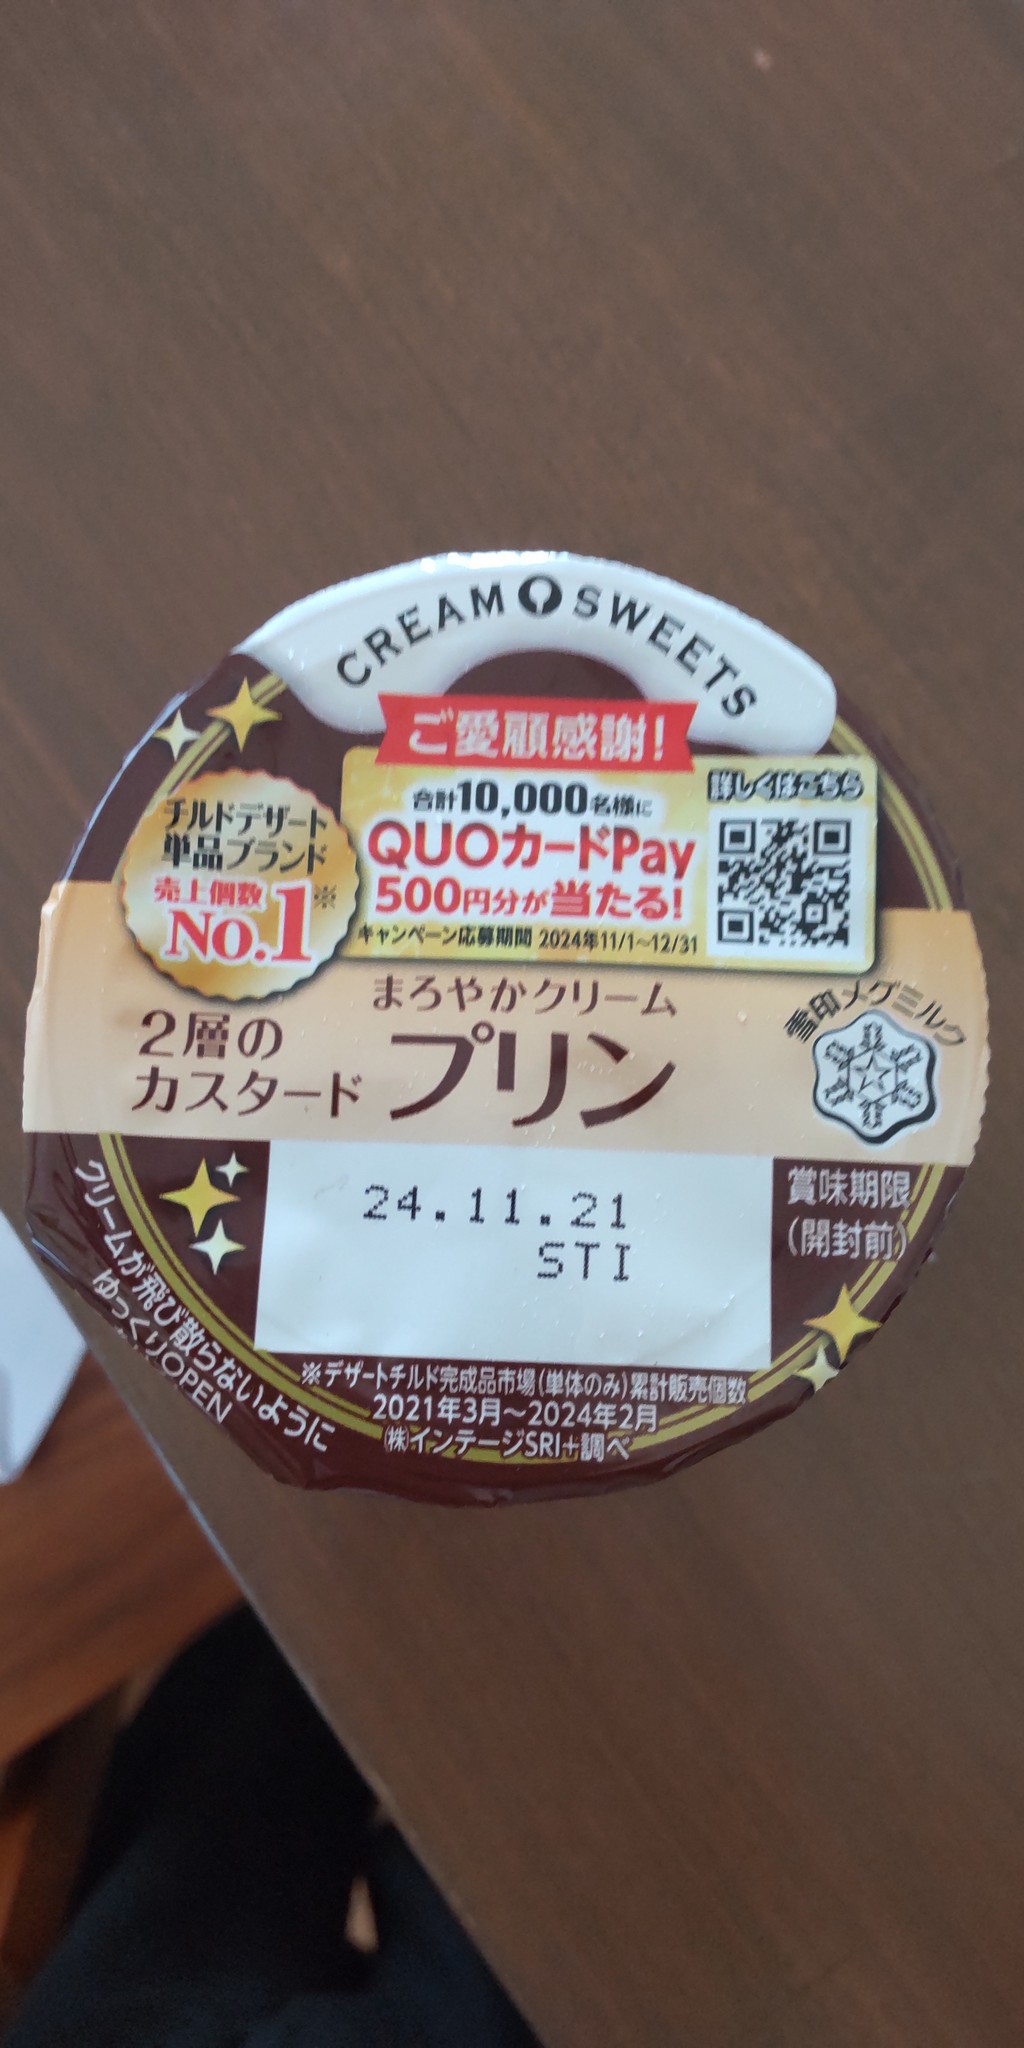 CREAM SWEETS
ご愛顧感謝!
合計10,000名様に
QUOカードPay
500円分が当たる!
キャンペーン応募期間 2024年11/1~12/31
詳しくはこちら
チルドデザート
単品ブランド
売上個数※
No.1
まろやかクリーム
2層の
カスタード
プリン
雪印メグミルク
24.11.21
STI
賞味期限
(開封前)
クリームが飛び散らないように
ゆっくりOPEN
※デザートチルド完成品市場(単体のみ)累計販売個数
2021年3月~2024年2月
㈱インテージSRI+調べ